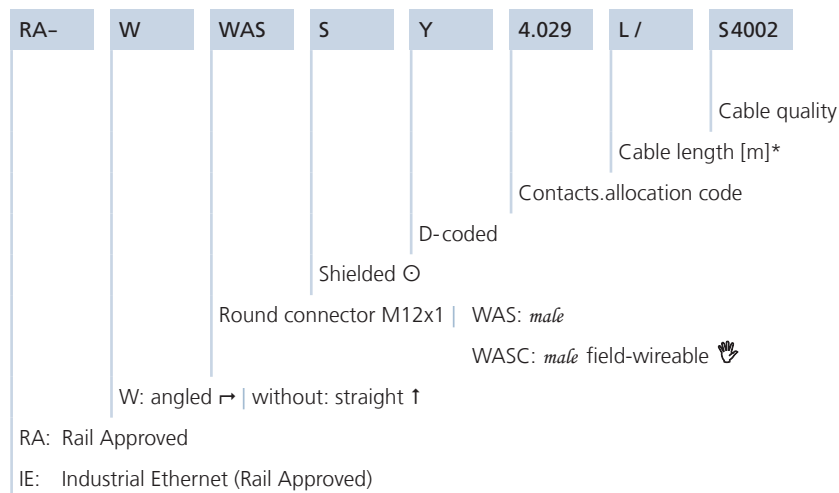 RA– W WAS S Y 4.029 L / S4002
Cable quality
Cable length [m]*
Contacts.allocation code
D-coded
Shielded ⊙
Round connector M12x1 | WAS: male
WASC: male field-wireable
W: angled ↱ | without: straight ↑
RA: Rail Approved
IE: Industrial Ethernet (Rail Approved)